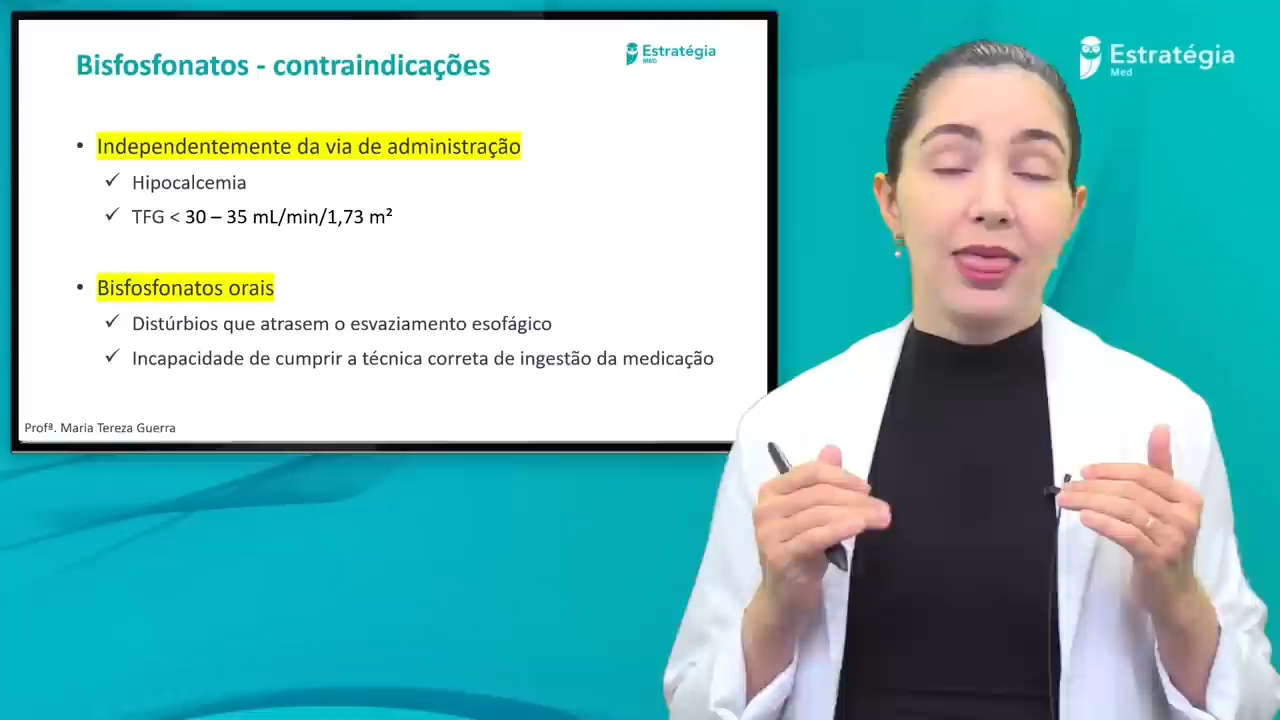 Bisfosfonatos - contraindicações
Estratégia
MED
Estratégia
Med
• Independentemente da via de administração
✓ Hipocalcemia
✓ TFG < 30 – 35 mL/min/1,73 m²
• Bisfosfonatos orais
✓ Distúrbios que atrasem o esvaziamento esofágico
✓ Incapacidade de cumprir a técnica correta de ingestão da medicação
Profª. Maria Tereza Guerra